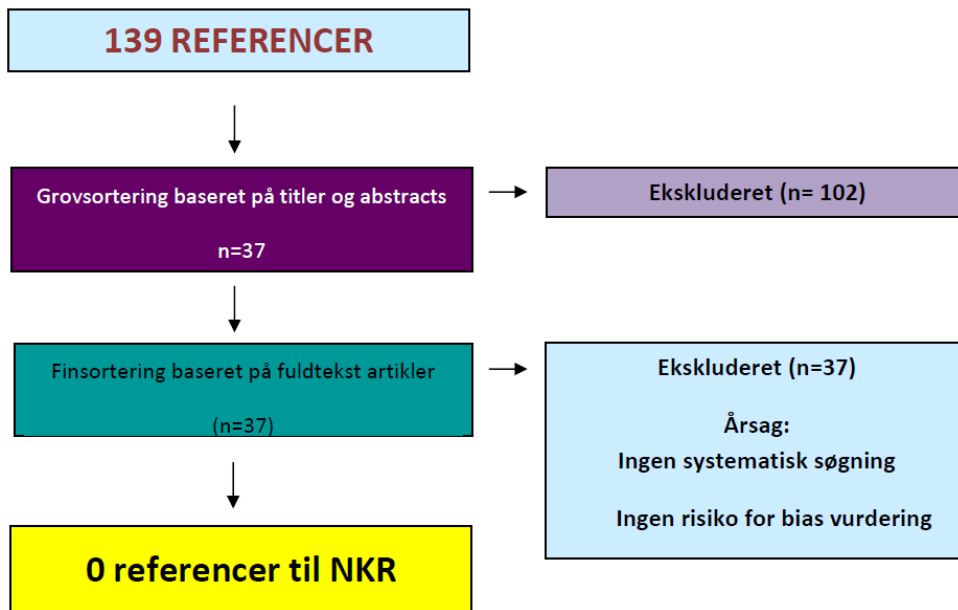 139 REFERENCER
Grovsortering baseret på titler og abstracts
n=37
Ekskluderet (n= 102)
Finsortering baseret på fuldtekst artikler
(n=37)
Ekskluderet (n=37)
Årsag:
Ingen systematisk søgning
Ingen risiko for bias vurdering
0 referencer til NKR